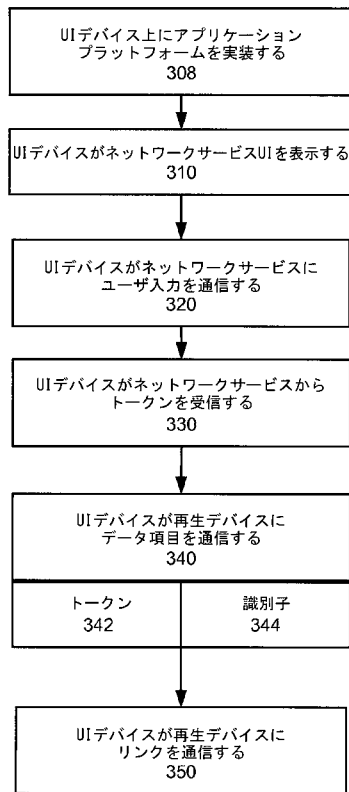 UIデバイス上にアプリケーション
プラットフォームを実装する
308
UIデバイスがネットワークサービスUIを表示する
310
UIデバイスがネットワークサービスに
ユーザ入力を通信する
320
UIデバイスがネットワークサービスから
トークンを受信する
330
UIデバイスが再生デバイスに
データ項目を通信する
340
トークン
342
識別子
344
UIデバイスが再生デバイスに
リンクを通信する
350